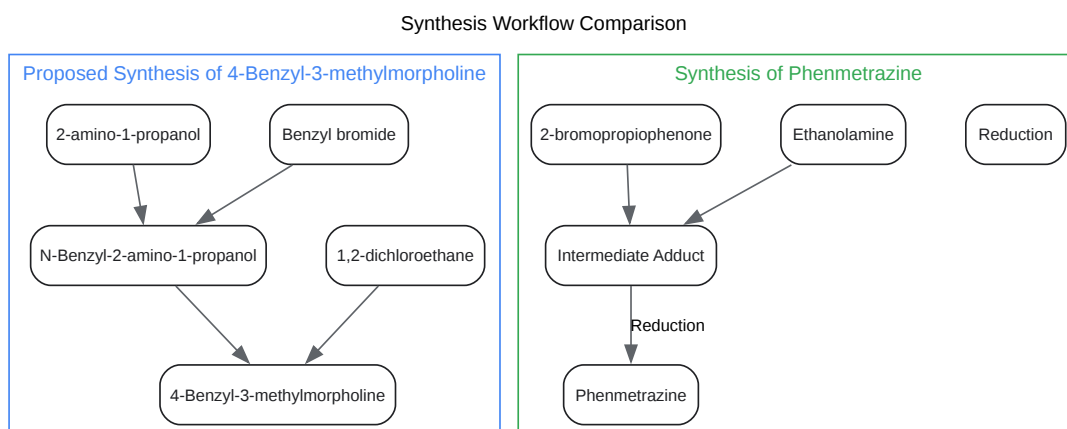 Synthesis Workflow Comparison
Proposed Synthesis of 4-Benzyl-3-methylmorpholine
2-amino-1-propanol
Benzyl bromide
N-Benzyl-2-amino-1-propanol
1,2-dichloroethane
4-Benzyl-3-methylmorpholine
Synthesis of Phenmetrazine
2-bromopropiophenone
Ethanolamine
Reduction
Intermediate Adduct
Reduction
Phenmetrazine